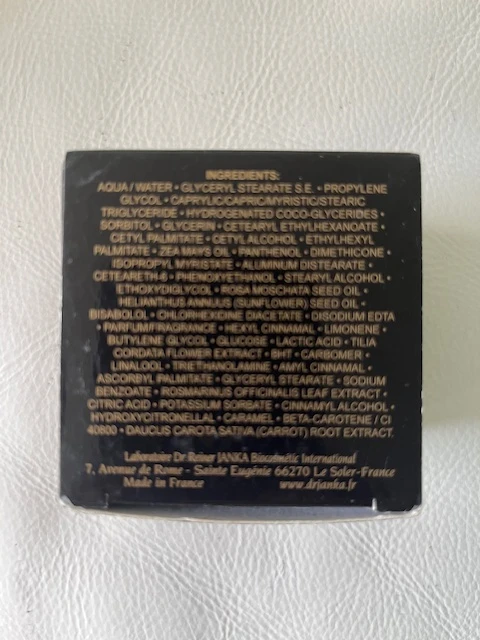 INGREDIENTS:
AQUA / WATER • GLYCERYL STEARATE S.E. • PROPYLENE
GLYCOL • CAPRYLIC/CAPRIC/MYRISTIC/STEARIC
TRIGLYCERIDE • HYDROGENATED COCO-GLYCERIDES •
SORBITOL • GLYCERIN • CETEARYL ETHYLHEXANOATE •
CETYL PALMITATE • CETYL ALCOHOL • ETHYLHEXYL
PALMITATE • ZEA MAYS OIL • PANTHENOL • DIMETHICONE •
ISOPROPYL MYRISTATE • ALUMINUM DISTEARATE •
CETEARETH-6 • PHENOXYETHANOL • STEARYL ALCOHOL •
ETHOXYDIGLYCOL • ROSA MOSCHATA SEED OIL •
HELIANTHUS ANNUUS (SUNFLOWER) SEED OIL •
BISABOLOL • CHLORHEXIDINE DIACETATE • DISODIUM EDTA
• PARFUM/FRAGRANCE • HEXYL CINNAMAL • LIMONENE •
BUTYLENE GLYCOL • GLUCOSE • LACTIC ACID • TILIA
CORDATA FLOWER EXTRACT • BHT • CARBOMER •
LINALOOL • TRIETHANOLAMINE • AMYL CINNAMAL •
ASCORBYL PALMITATE • GLYCERYL STEARATE • SODIUM
BENZOATE • ROSMARINUS OFFICINALIS LEAF EXTRACT •
CITRIC ACID • POTASSIUM SORBATE • CINNAMYL ALCOHOL •
HYDROXYCITRONELLAL • CARAMEL • BETA-CAROTENE / CI
40800 • DAUCUS CAROTA SATIVA (CARROT) ROOT EXTRACT.
Laboratoire Dr Reiner JANKA Biocosmétic International
7, Avenue de Rome - Sainte Eugénie 66270 Le Soler-France
Made in France www.drjanka.fr